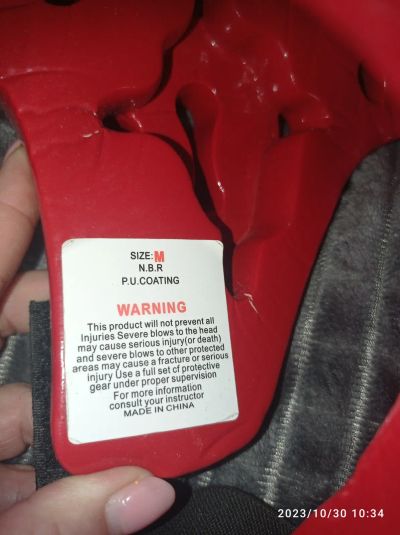 SIZE:M
N.B.R
P.U.COATING
WARNING
This product will not prevent all
Injuries Severe blows to the head
may cause serious injury(or death)
and severe blows to other protected
areas may cause a fracture or serious
injury Use a full set of protective
gear under proper supervision
For more information
consult your instructor
MADE IN CHINA
2023/10/30 10:34